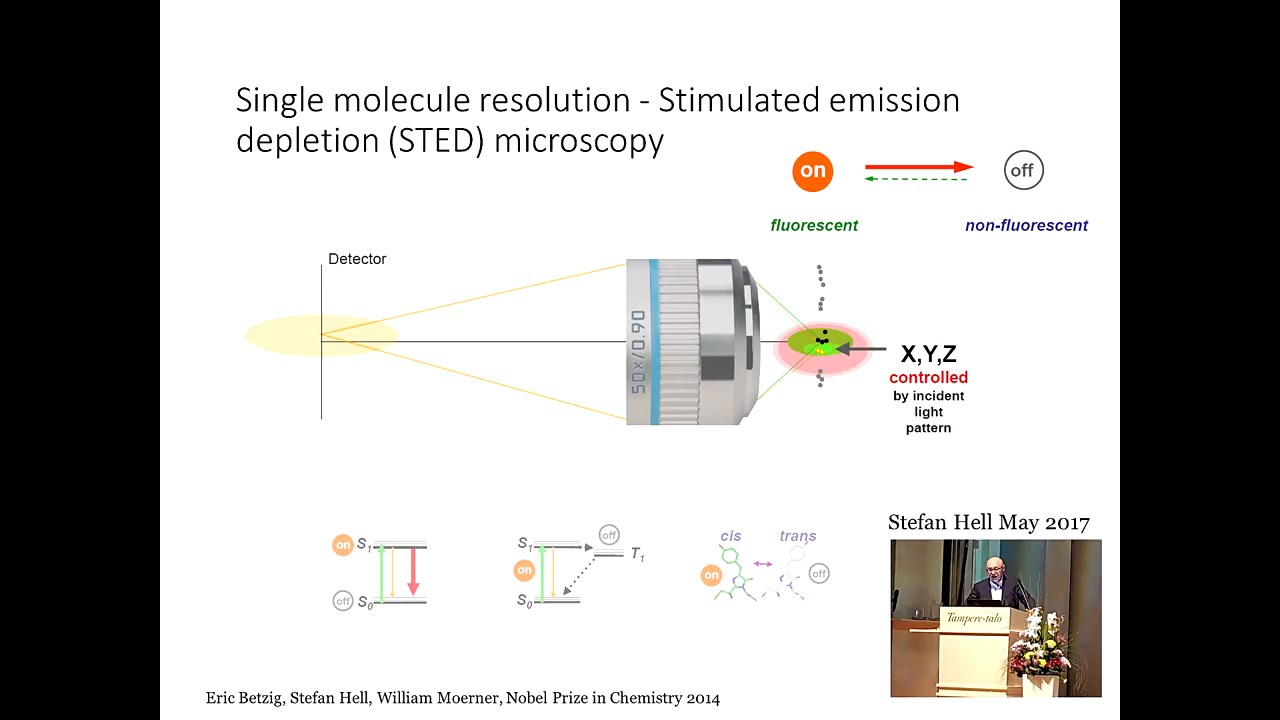 Single molecule resolution - Stimulated emission
depletion (STED) microscopy
on
off
fluorescent
non-fluorescent
Detector
50x/0.90
X,Y,Z
controlled
by incident
light
pattern
on S1
off S0
S1
on
S0
off
T1
cis
trans
on
off
Stefan Hell May 2017
Tampere-talo
Eric Betzig, Stefan Hell, William Moerner, Nobel Prize in Chemistry 2014